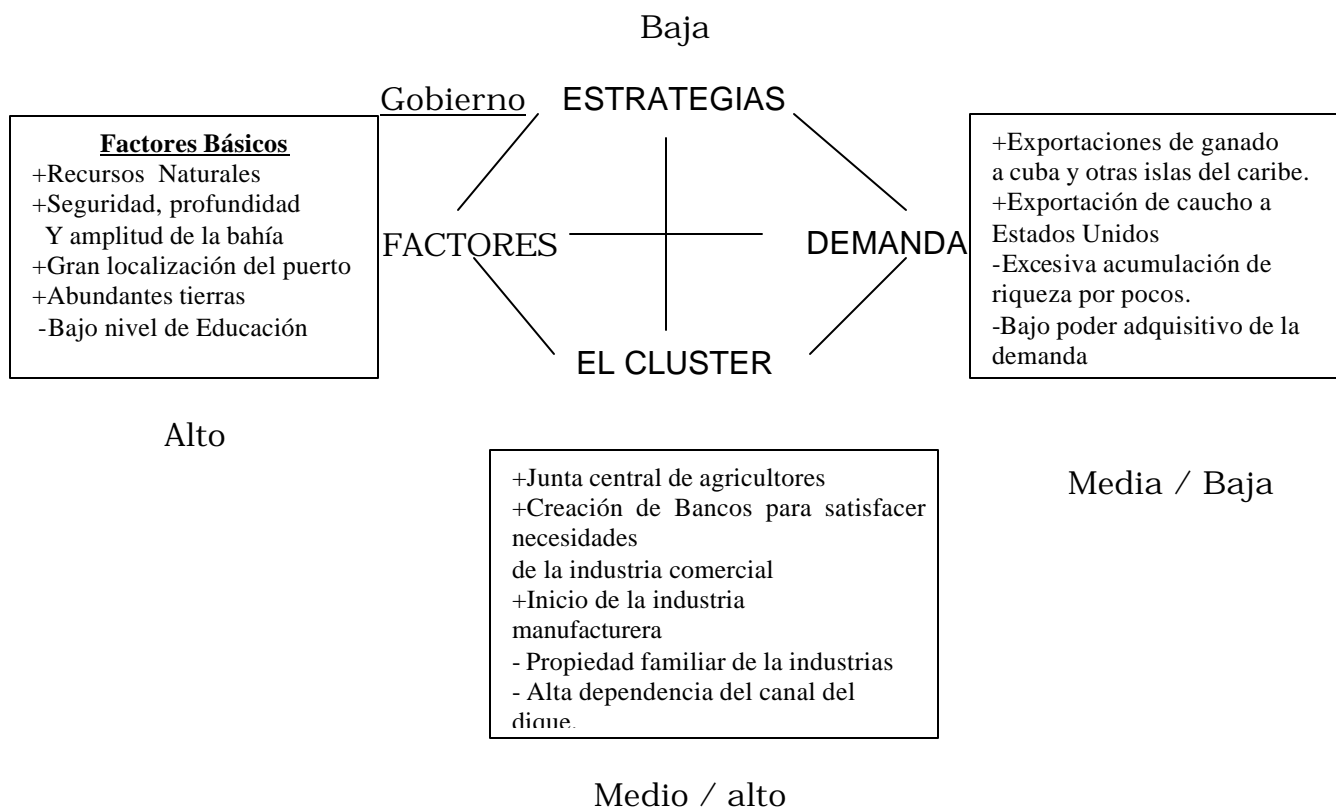 Baja
Gobierno ESTRATEGIAS
Factores Básicos
+Recursos Naturales
+Seguridad, profundidad
Y amplitud de la bahía
+Gran localización del puerto
+Abundantes tierras
-Bajo nivel de Educación
FACTORES
DEMANDA
+Exportaciones de ganado
a cuba y otras islas del caribe.
+Exportación de caucho a
Estados Unidos
-Excesiva acumulación de
riqueza por pocos.
-Bajo poder adquisitivo de la
demanda
EL CLUSTER
Alto
Media / Baja
+Junta central de agricultores
+Creación de Bancos para satisfacer
necesidades
de la industria comercial
+Inicio de la industria
manufacturera
- Propiedad familiar de la industrias
- Alta dependencia del canal del
dique.
Medio / alto